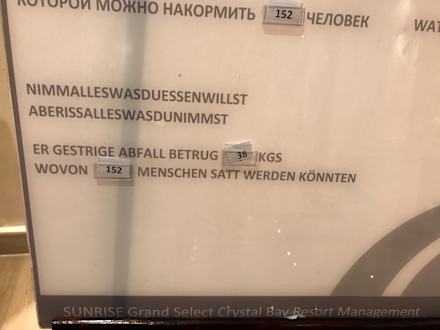 КОТОРОЙ МОЖНО НАКОРМИТЬ 152 ЧЕЛОВЕК
WAT
NIMMALLESWASDUESSENWILLST
ABERISSALLESWASDUNIMMST
ER GESTRIGE ABFALL BETRUG 38 KGS
WOVON 152 MENSCHEN SATT WERDEN KÖNNTEN
SUNRISE Grand Select Crystal Bay Resort Management